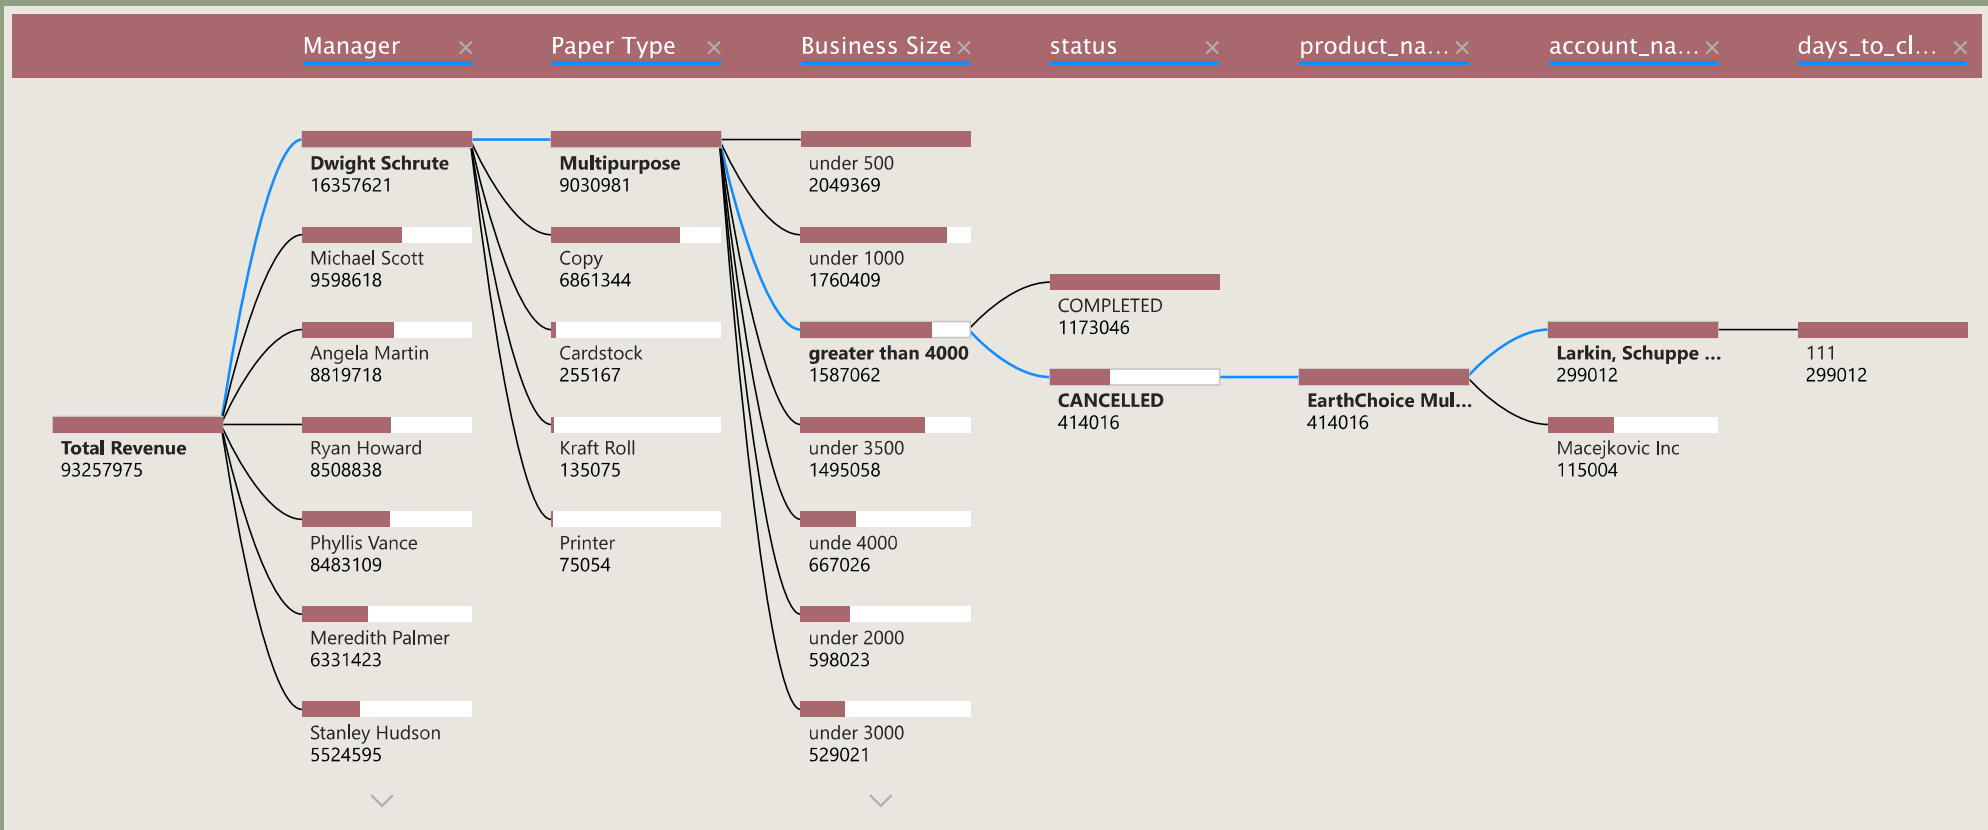 Manager
Paper Type
Business Size
status
product_na...
account_na...
days_to_cl...
Total Revenue
93257975
Dwight Schrute
16357621
Michael Scott
9598618
Angela Martin
8819718
Ryan Howard
8508838
Phyllis Vance
8483109
Meredith Palmer
6331423
Stanley Hudson
5524595
Multipurpose
9030981
Copy
6861344
Cardstock
255167
Kraft Roll
135075
Printer
75054
under 500
2049369
under 1000
1760409
greater than 4000
1587062
under 3500
1495058
unde 4000
667026
under 2000
598023
under 3000
529021
COMPLETED
1173046
CANCELLED
414016
EarthChoice Mul...
414016
Larkin, Schuppe ...
299012
Macejkovic Inc
115004
111
299012